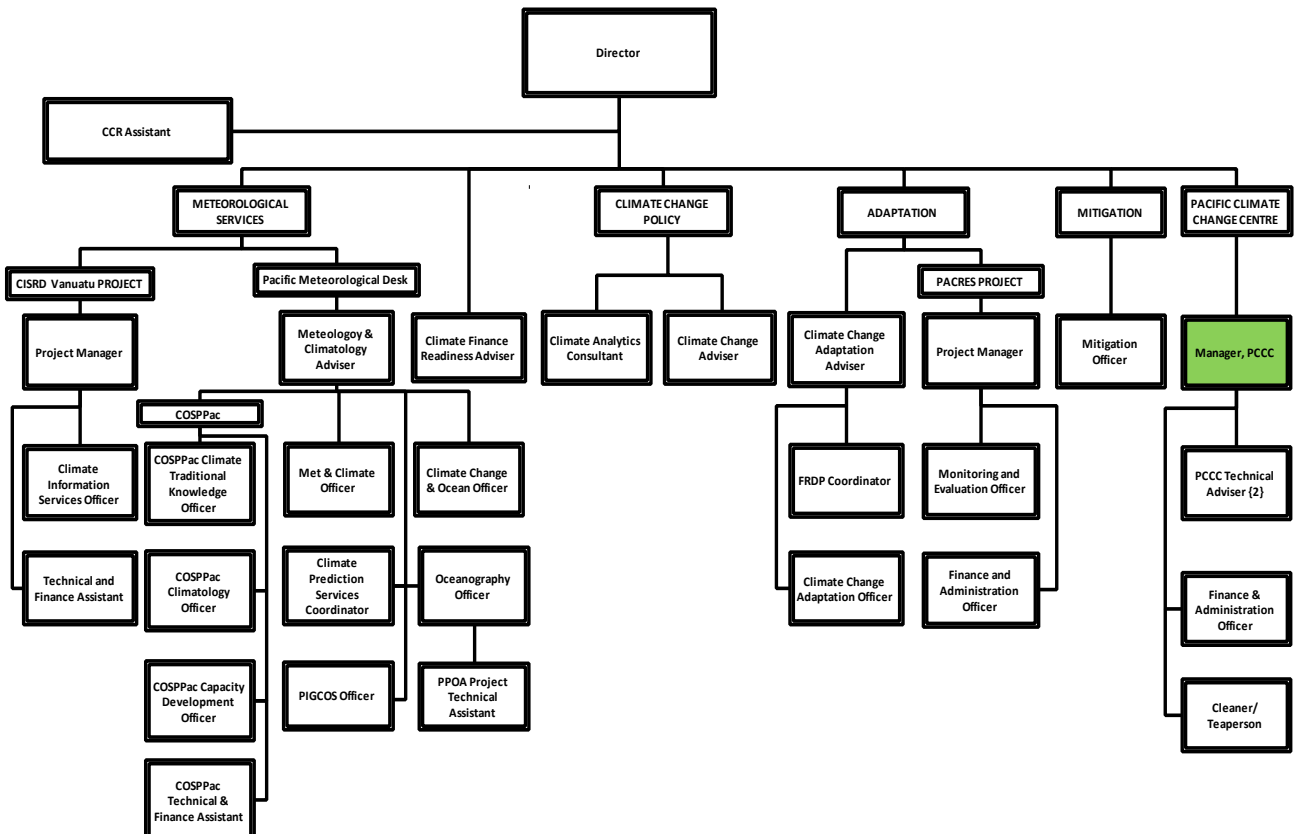 Director
CCR Assistant
METEOROLOGICAL
SERVICES
CLIMATE CHANGE
POLICY
ADAPTATION
MITIGATION
PACIFIC CLIMATE
CHANGE CENTRE
CISRD Vanuatu PROJECT
Pacific Meteorological Desk
PACRES PROJECT
Project Manager
Meteologoy &
Climatology
Adviser
Climate Finance
Readiness Adviser
Climate Analytics
Consultant
Climate Change
Adviser
Climate Change
Adaptation
Adviser
Project Manager
Mitigation
Officer
Manager, PCCC
COSPPac
Climate
Information
Services Officer
COSPPac Climate
Traditional
Knowledge
Officer
Met & Climate
Officer
Climate Change
& Ocean Officer
FRDP Coordinator
Monitoring and
Evaluation Officer
PCCC Technical
Adviser {2}
Technical and
Finance Assistant
COSPPac
Climatology
Officer
Climate
Prediction
Services
Coordinator
Oceanography
Officer
Climate Change
Adaptation Officer
Finance and
Administration
Officer
Finance &
Administration
Officer
COSPPac Capacity
Development
Officer
PIGCOS Officer
PPOA Project
Technical
Assistant
Cleaner/
Teaperson
COSPPac
Technical &
Finance Assistant